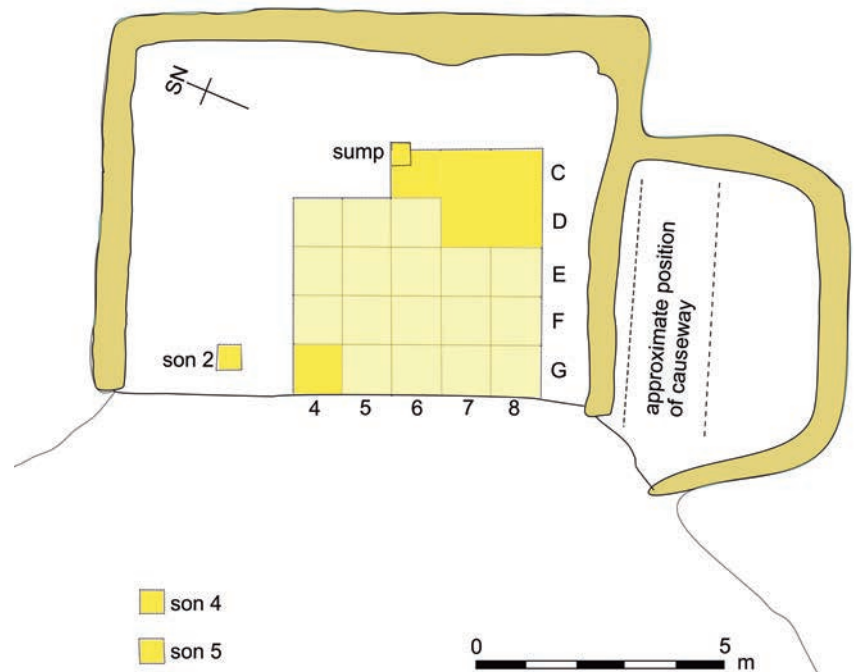 SN
sump
C
D
E
F
G
son 2
4 5 6 7 8
approximate position
of causeway
son 4
son 5
0 5
m